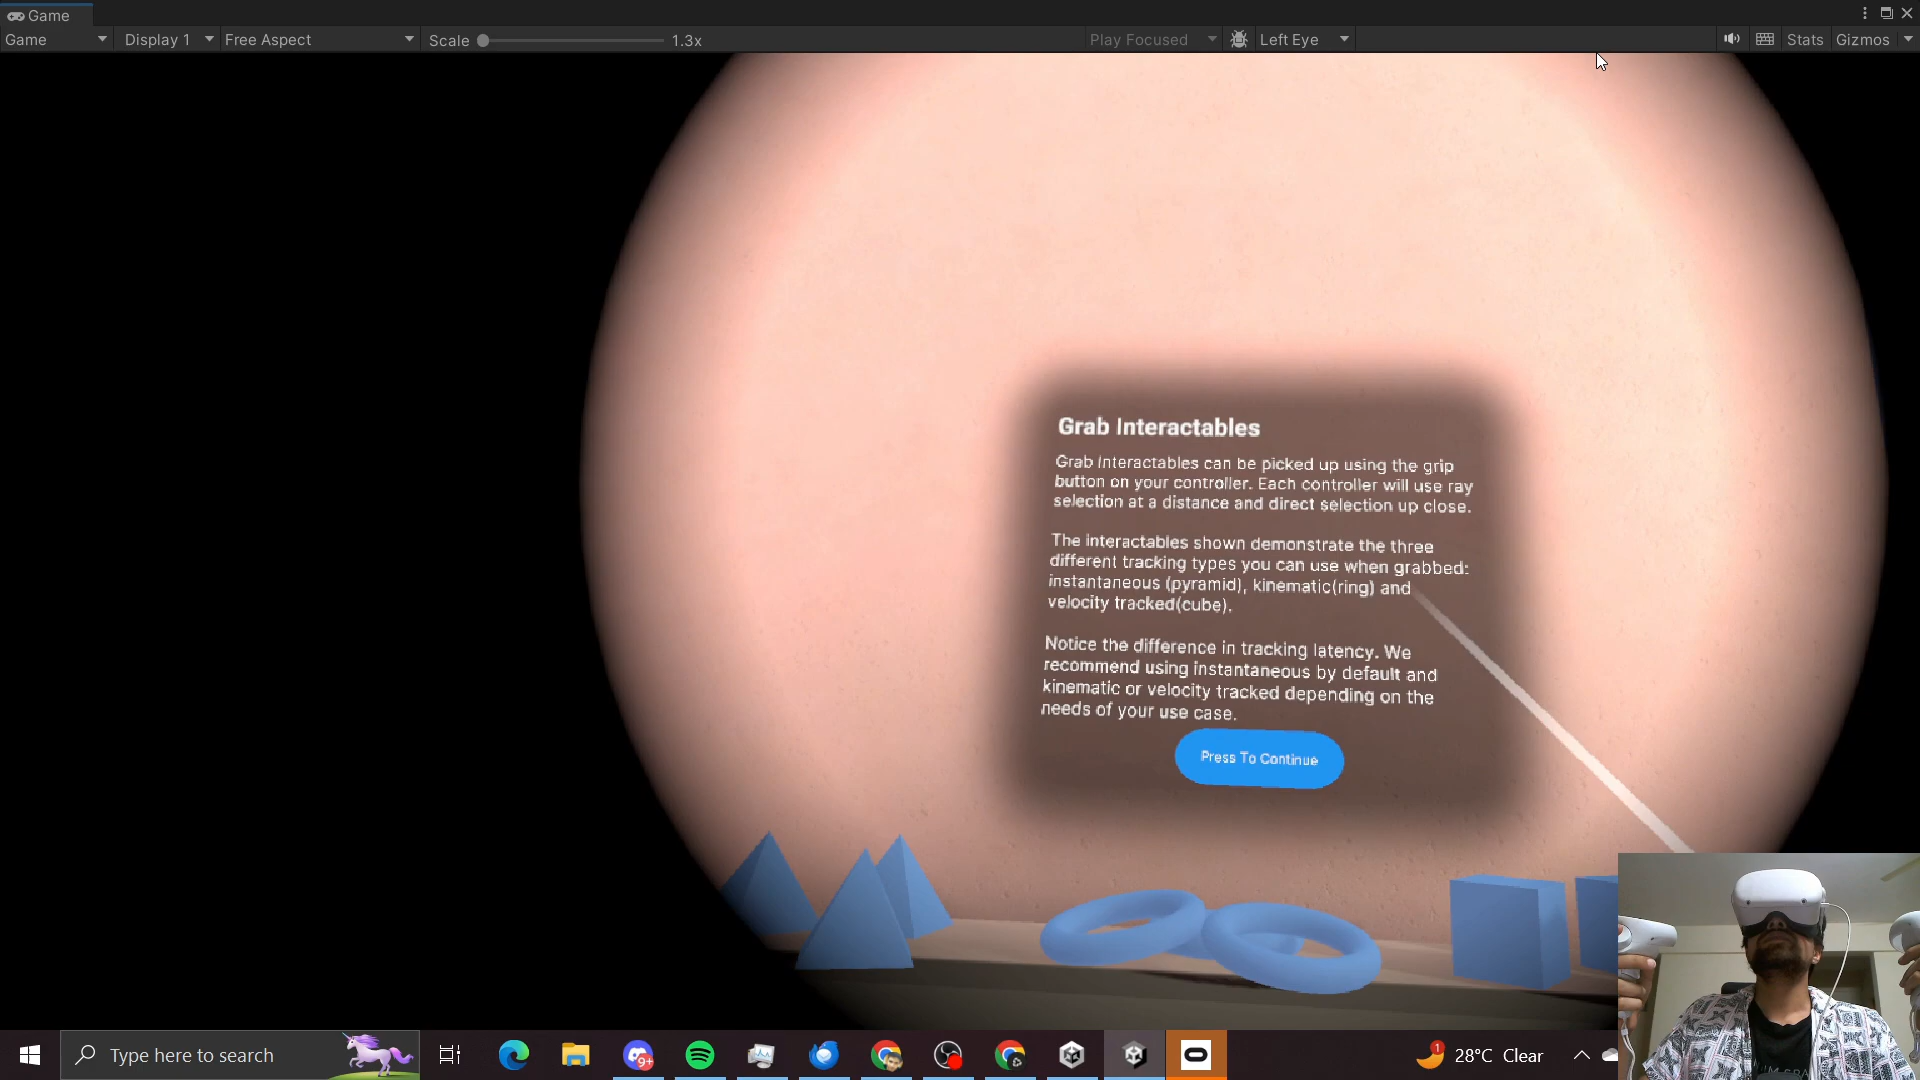 Game
Game
Display 1
Free Aspect
Scale
1.3x
Play Focused
Left Eye
Stats
Gizmos
Grab Interactables
Grab Interactables can be picked up using the grip
button on your controller. Each controller will use ray
selection at a distance and direct selection up close.
The interactables shown demonstrate the three
different tracking types you can use when grabbed:
instantaneous (pyramid), kinematic(ring) and
velocity tracked(cube).
Notice the difference in tracking latency. We
recommend using instantaneous by default and
kinematic or velocity tracked depending on the
needs of your use case.
Press To Continue
Type here to search
9+
1
28°C Clear